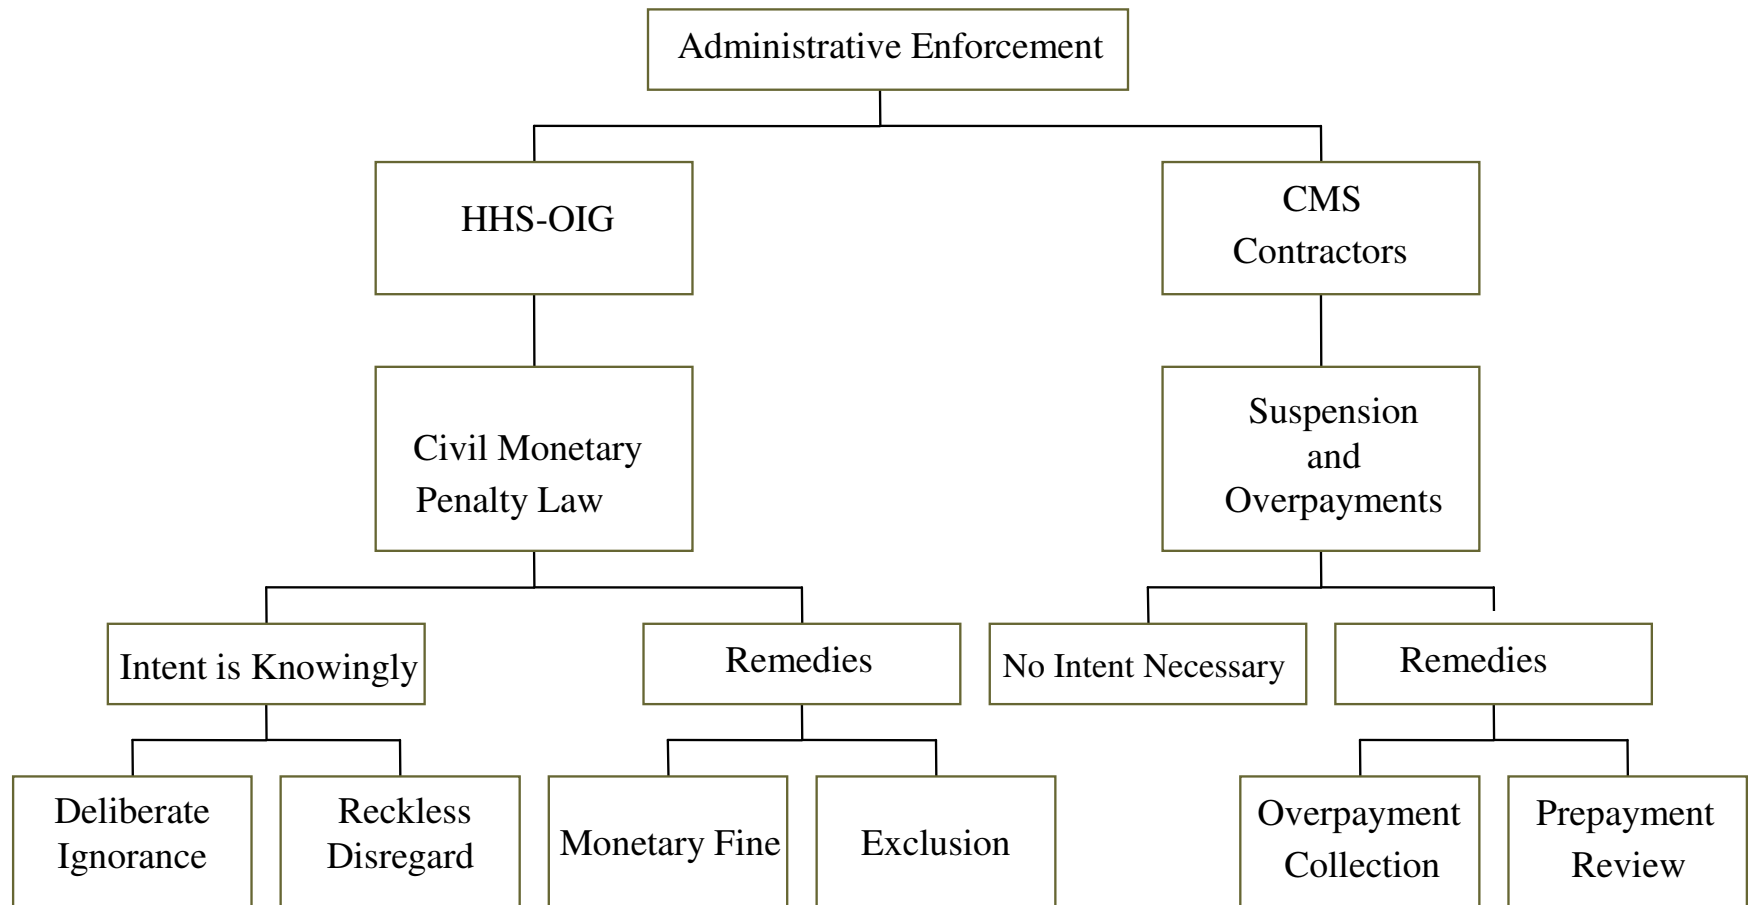 Administrative Enforcement
HHS-OIG
CMS
Contractors
Civil Monetary
Penalty Law
Suspension
and
Overpayments
Intent is Knowingly
Remedies
No Intent Necessary
Remedies
Deliberate
Ignorance
Reckless
Disregard
Monetary Fine
Exclusion
Overpayment
Collection
Prepayment
Review